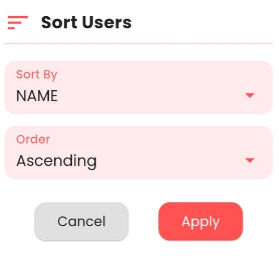 Sort Users
Sort By
NAME
Order
Ascending
Cancel Apply